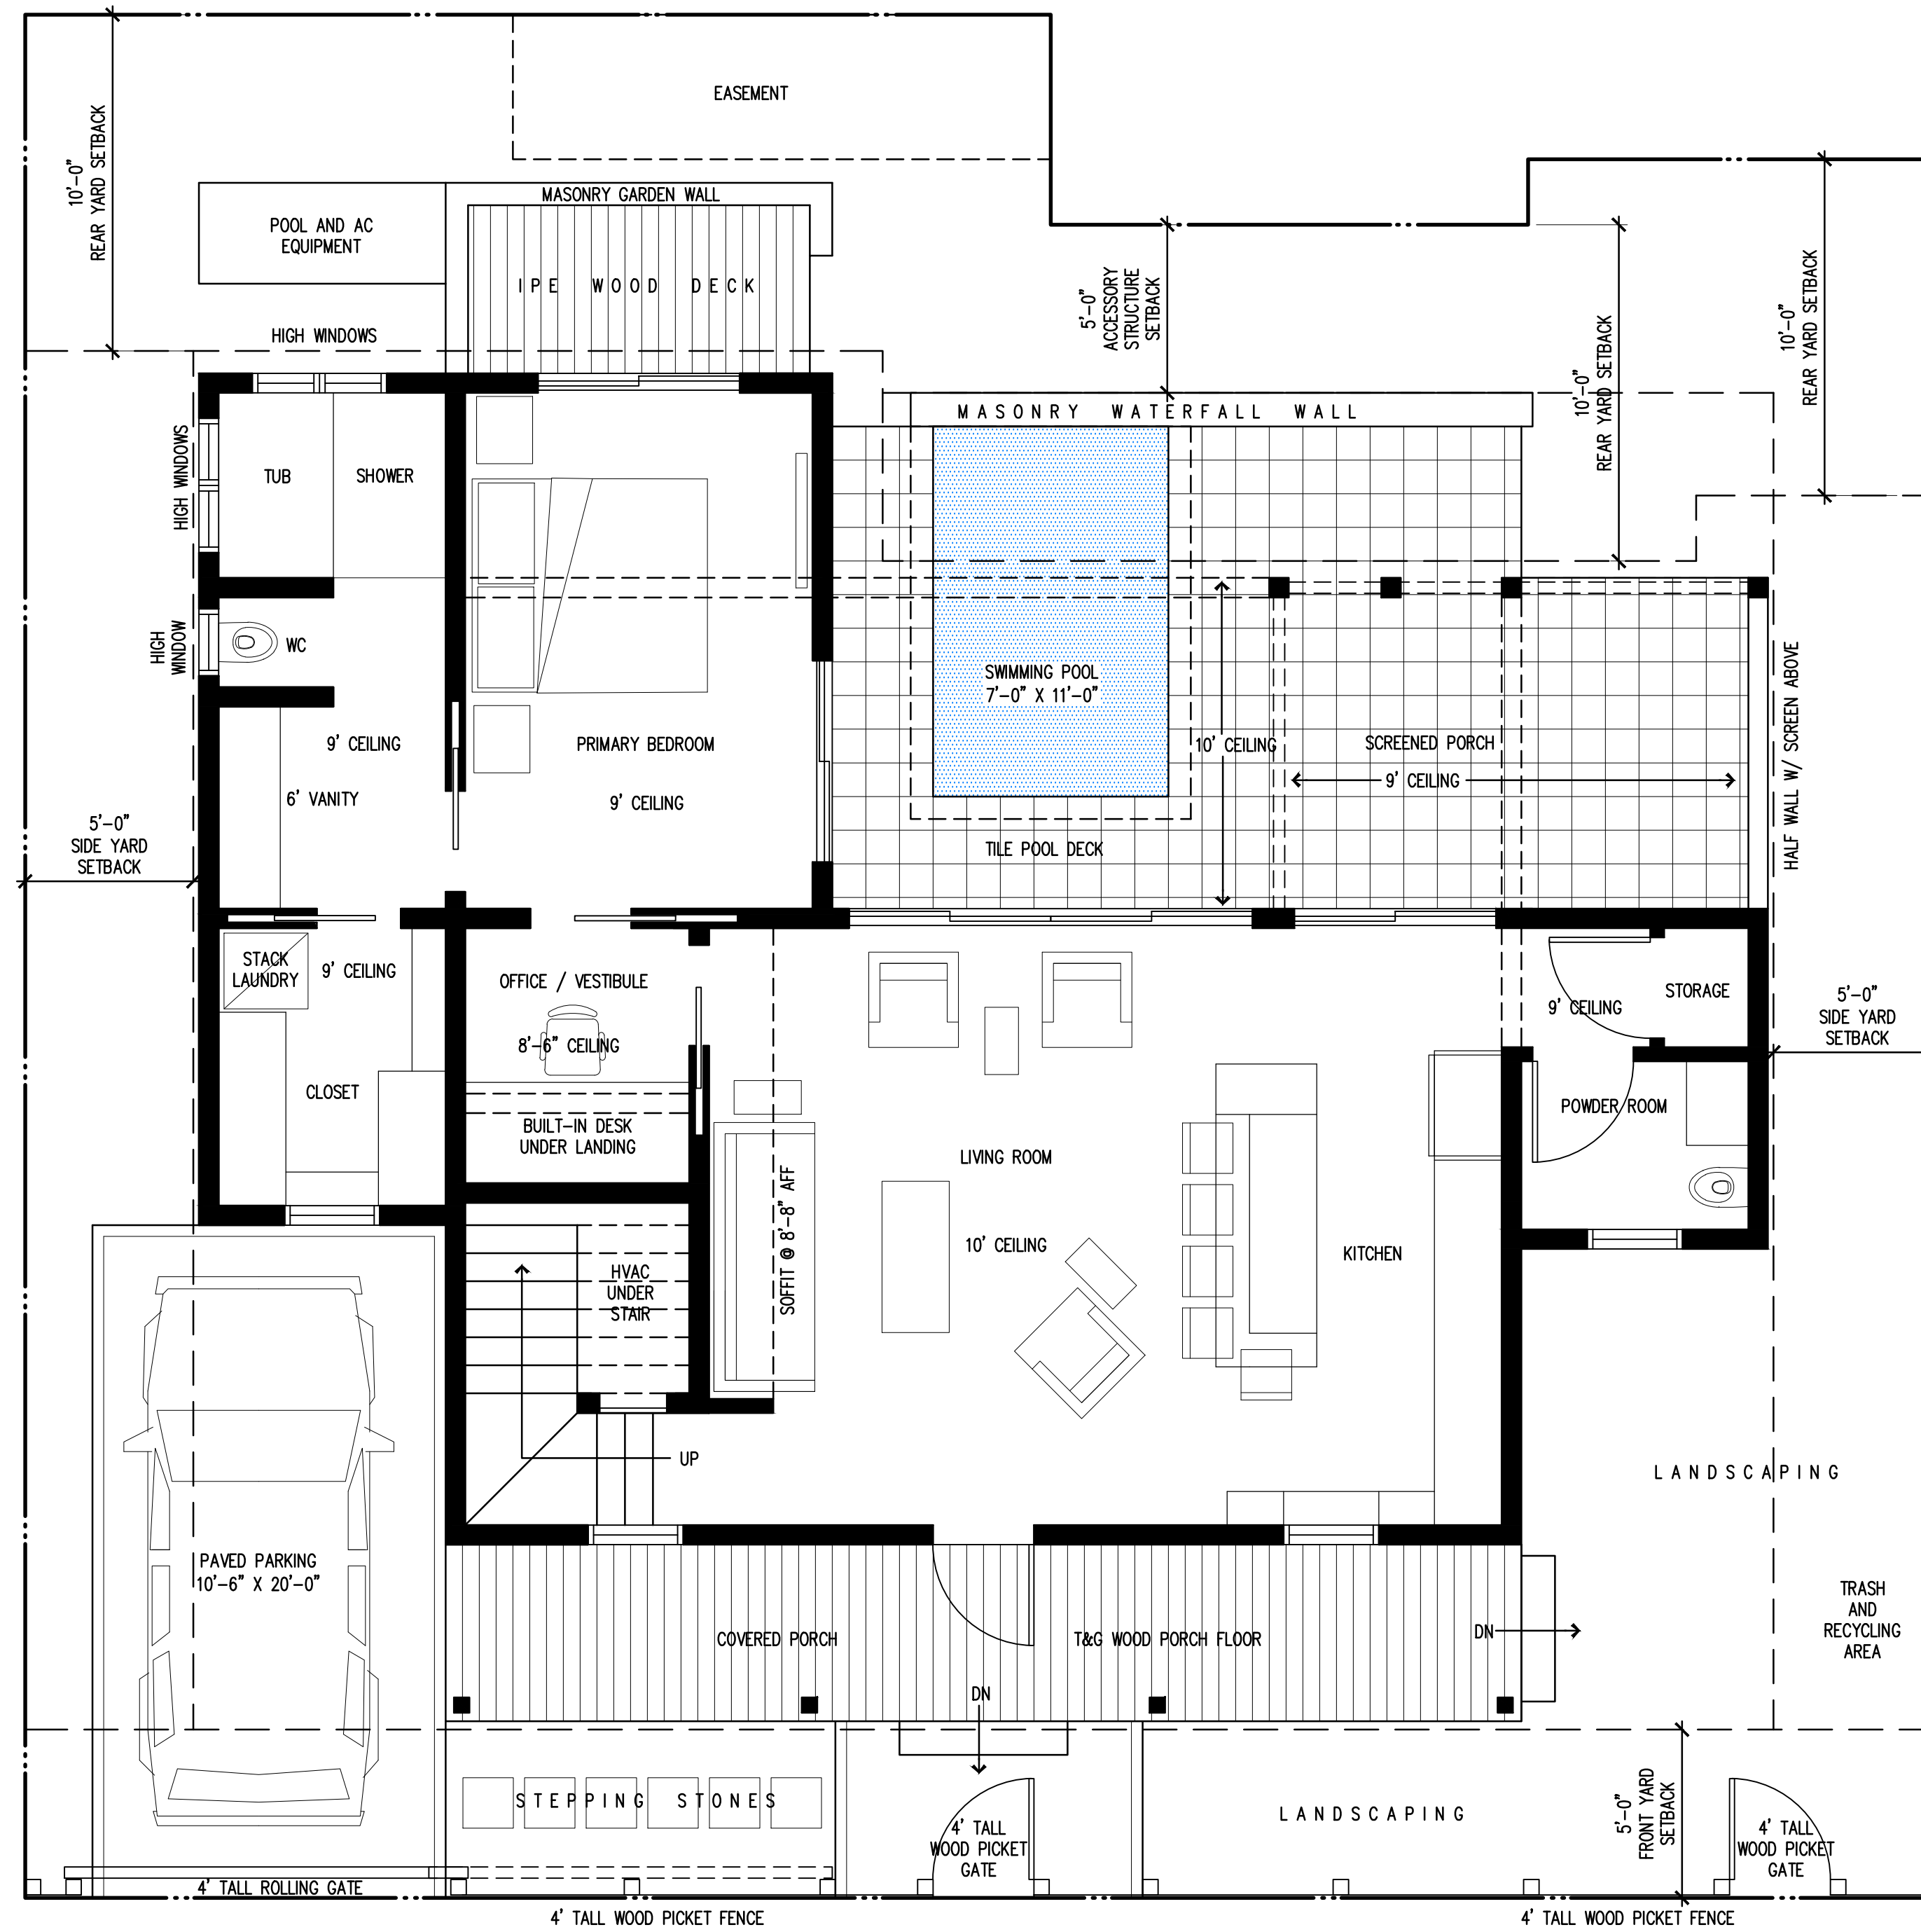 EASEMENT
10'-0"
REAR YARD SETBACK
MASONRY GARDEN WALL
POOL AND AC
EQUIPMENT
IPE WOOD DECK
5'-0"
ACCESSORY
STRUCTURE
SETBACK
10'-0"
REAR YARD SETBACK
10'-0"
REAR YARD SETBACK
HIGH WINDOWS
MASONRY WATERFALL WALL
HIGH WINDOWS
TUB
SHOWER
HIGH
WINDOW
WC
SWIMMING POOL
7'-0" X 11'-0"
9' CEILING
PRIMARY BEDROOM
10' CEILING
SCREENED PORCH
9' CEILING
HALF WALL W/ SCREEN ABOVE
6' VANITY
9' CEILING
5'-0"
SIDE YARD
SETBACK
TILE POOL DECK
STACK
LAUNDRY
9' CEILING
OFFICE / VESTIBULE
8'-6" CEILING
9' CEILING
STORAGE
5'-0"
SIDE YARD
SETBACK
CLOSET
BUILT-IN DESK
UNDER LANDING
POWDER ROOM
LIVING ROOM
SOFFIT @ 8'-8" AFF
10' CEILING
KITCHEN
HVAC
UNDER
STAIR
UP
LANDSCAPING
PAVED PARKING
10'-6" X 20'-0"
TRASH
AND
RECYCLING
AREA
COVERED PORCH
T&G WOOD PORCH FLOOR
DN
DN
STEPPING STONES
4' TALL
WOOD PICKET
GATE
LANDSCAPING
5'-0"
FRONT YARD
SETBACK
4' TALL
WOOD PICKET
GATE
4' TALL ROLLING GATE
4' TALL WOOD PICKET FENCE
4' TALL WOOD PICKET FENCE